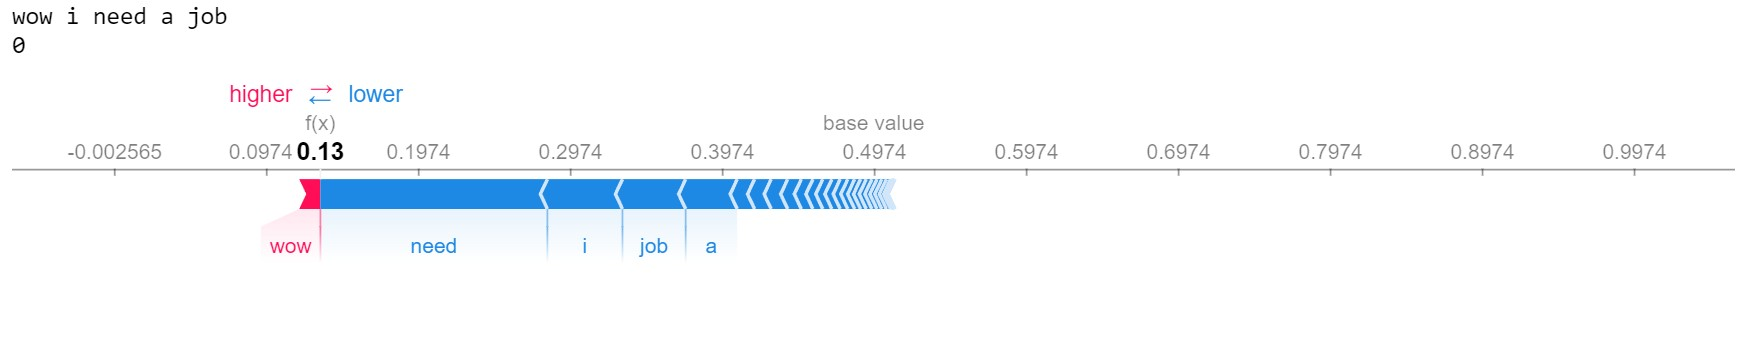 wow i need a job
0
higher ⇄ lower
f(x) base value
-0.002565 0.0974 0.13 0.1974 0.2974 0.3974 0.4974 0.5974 0.6974 0.7974 0.8974 0.9974
wow need i job a